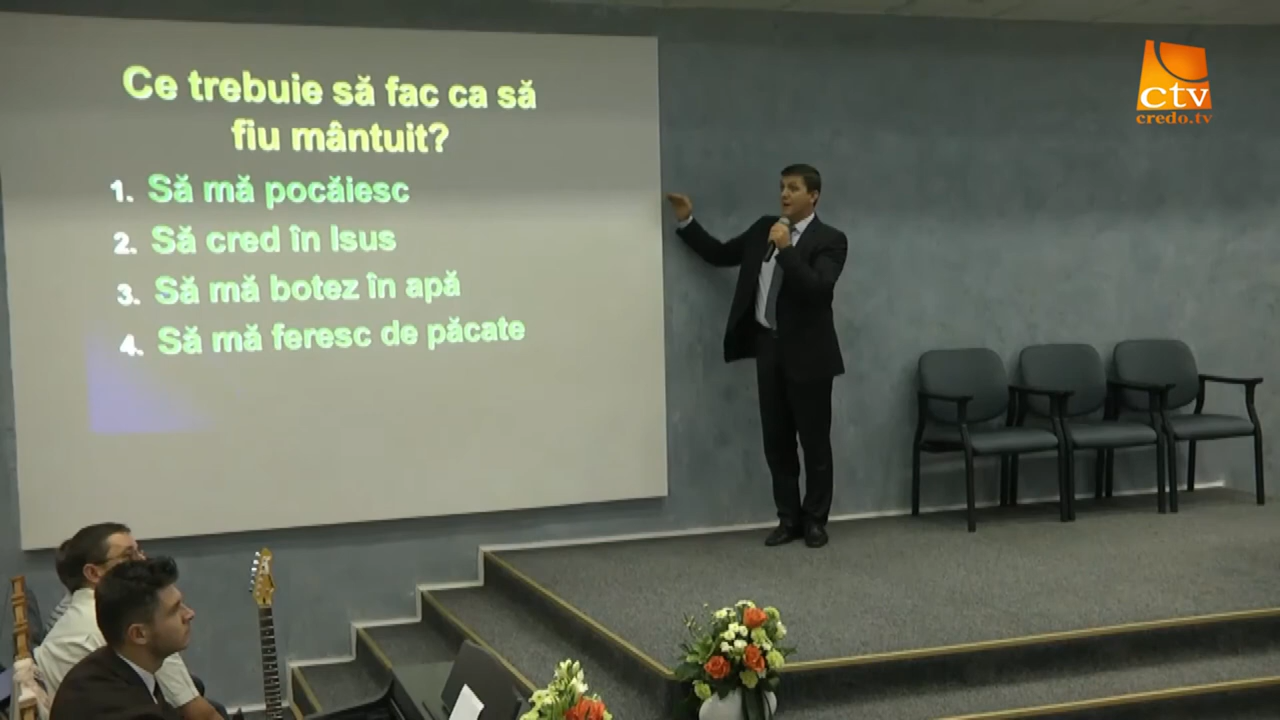 Ce trebuie să fac ca să
fiu mântuit?
1. Să mă pocăiesc
2. Să cred în Isus
3. Să mă botez în apă
4. Să mă feresc de păcate
ctv
credo.tv